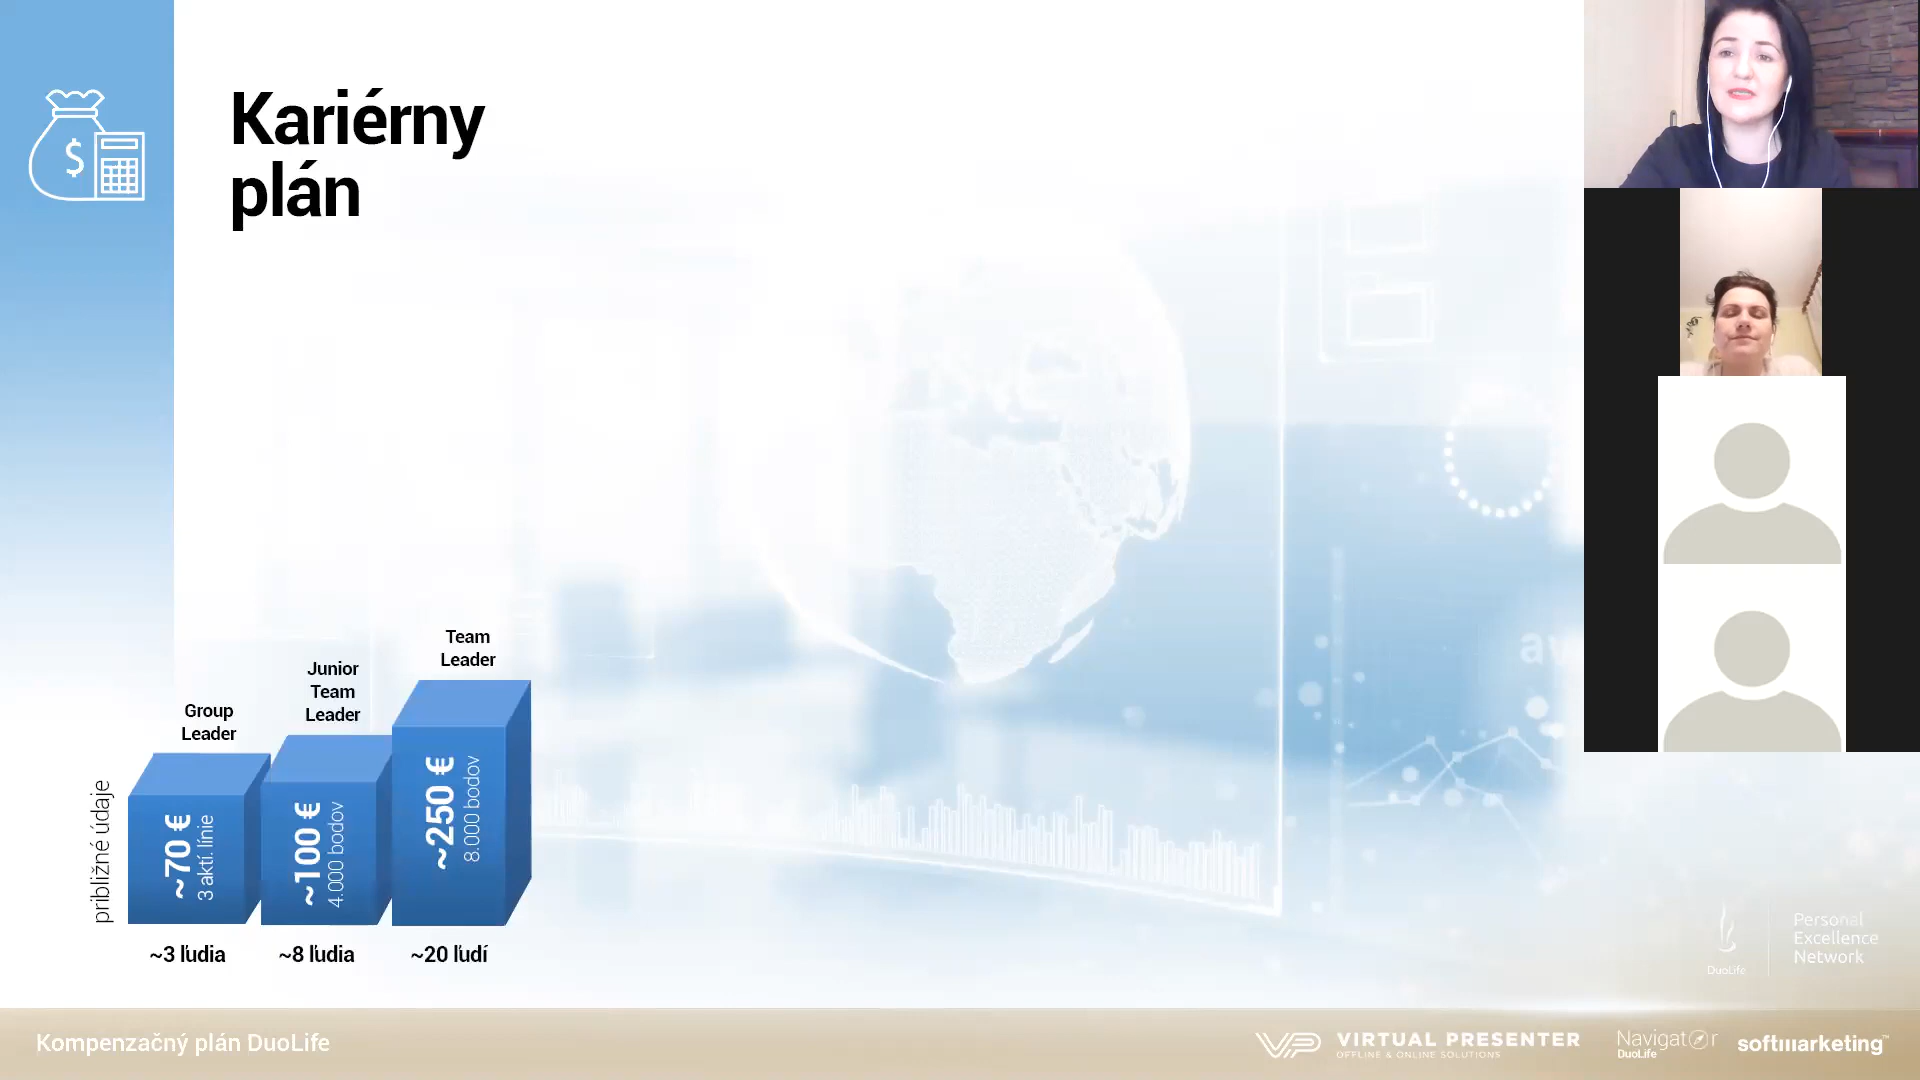 Kariérny
plán
$
Team
Leader
Junior
Team
Leader
Group
Leader
približné údaje
~70 €
3 aktí. línie
~100 €
4.000 bodov
~250 €
8.000 bodov
~3 ľudia
~8 ľudia
~20 ľudí
DuoLife
Personal
Excellence
Network
Kompenzačný plán DuoLife
VP VIRTUAL PRESENTER
OFFLINE & ONLINE SOLUTIONS
Navigator
DuoLife
softmarketing™